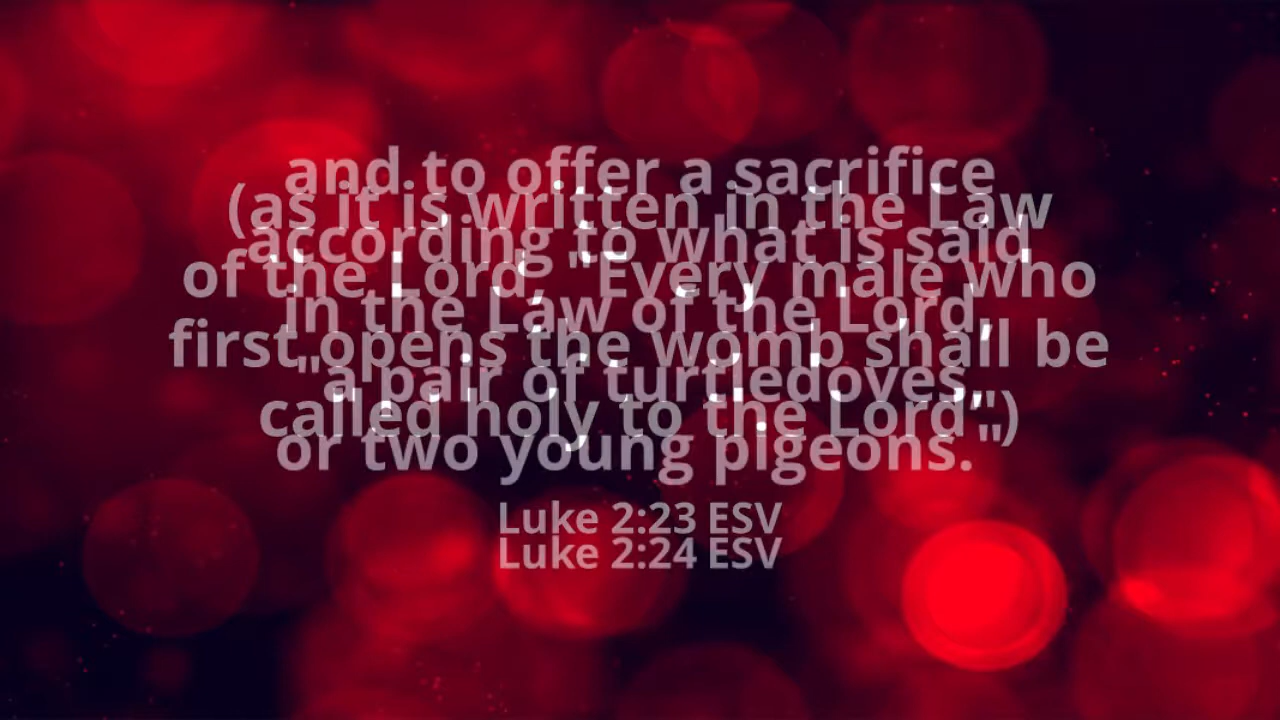 (as it is written in the Law
of the Lord, "Every male who
first opens the womb shall be
called holy to the Lord")
Luke 2:23 ESV
and to offer a sacrifice
according to what is said
in the Law of the Lord,
"a pair of turtledoves,
or two young pigeons."
Luke 2:24 ESV